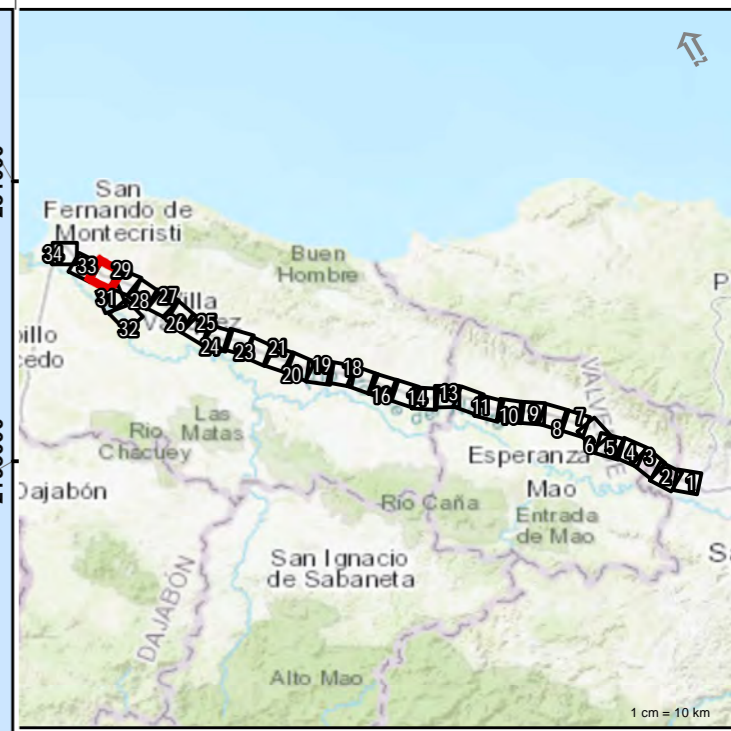 San
Fernando de
Montecristi
Buen
Hombre
P
34
33
29
31
28
27
32
26
25
24
23
21
20
19
18
16
14
13
11
10
9
8
7
6
5
4
3
2
1
Las
Matas
Rio
Chacuey
Dajabón
Esperanza
Mao
Entrada
de Mao
Rio Caña
San Ignacio
de Sabaneta
DAJABÓN
Alto Mao
1 cm = 10 km